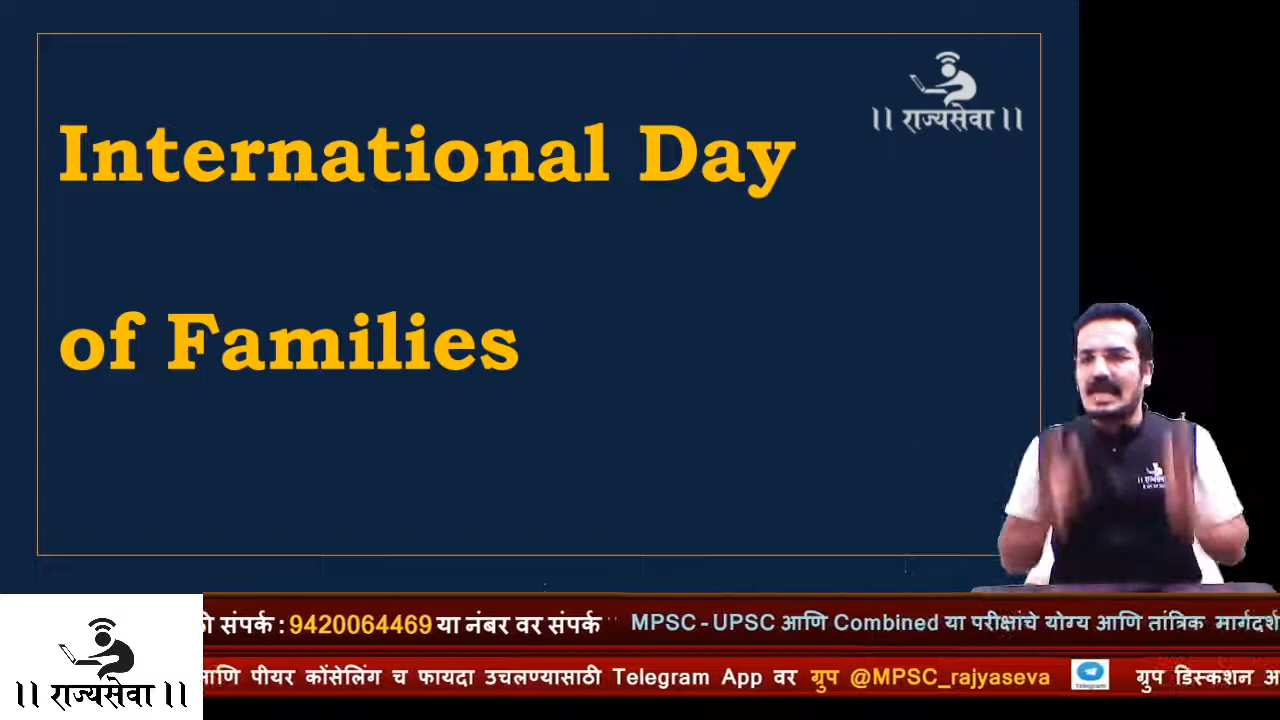 International Day
of Families
।। राज्यसेवा ।।
संपर्क : 9420064469 या नंबर वर संपर्क
MPSC - UPSC आणि Combined या परीक्षांचे योग्य आणि तांत्रिक
आणि पीयर कोंसेलिंग च फायदा उचलण्यासाठी Telegram App वर ग्रुप @MPSC_rajyaseva
Telegram
ग्रुप डिस्कशन
।। राज्यसेवा ।।